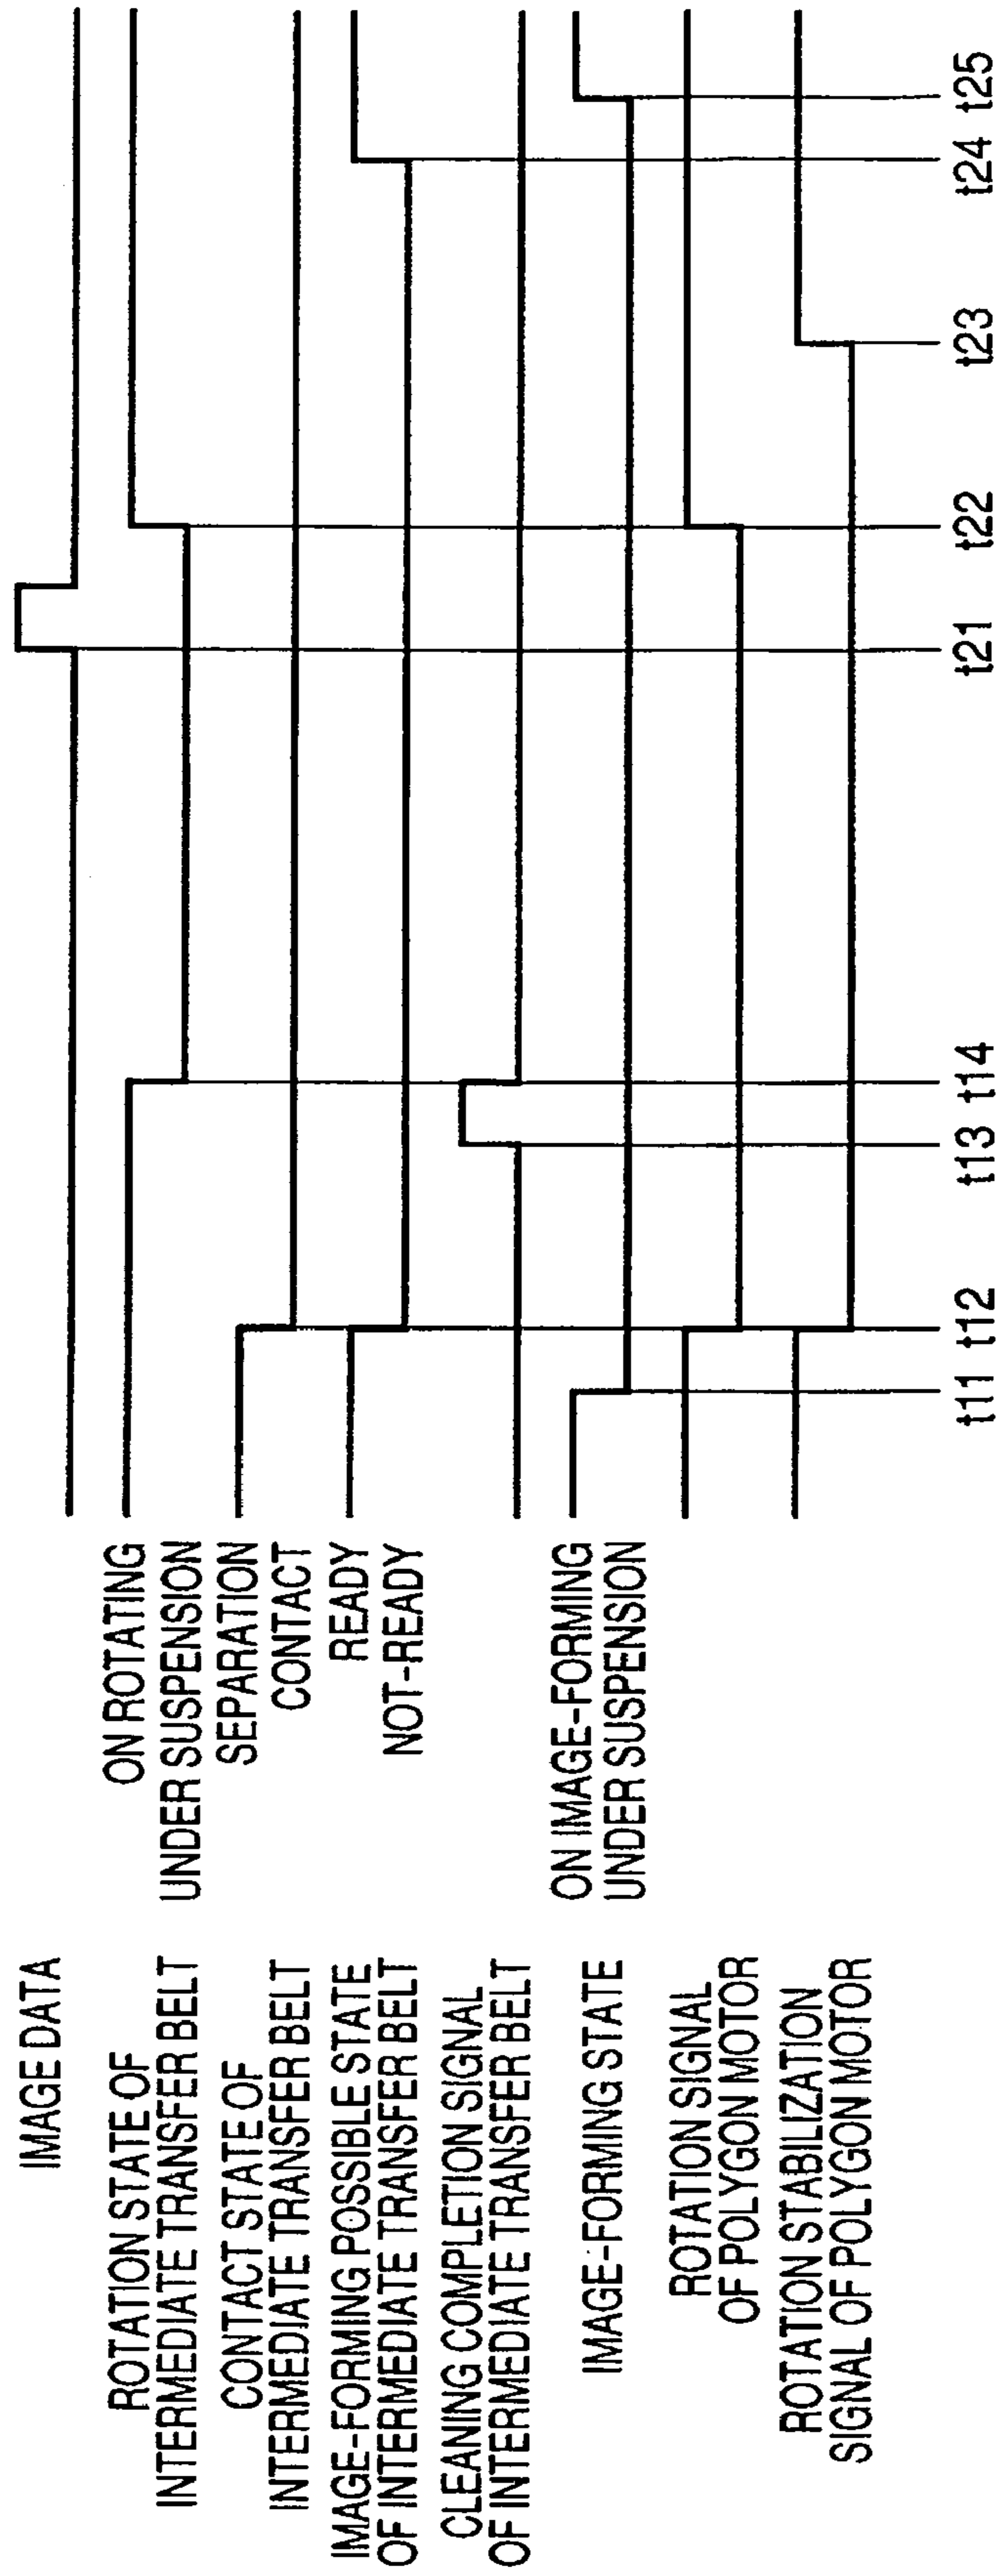 IMAGE DATA
ROTATION STATE OF
INTERMEDIATE TRANSFER BELT
ON ROTATING
UNDER SUSPENSION
CONTACT STATE OF
INTERMEDIATE TRANSFER BELT
SEPARATION
CONTACT
IMAGE-FORMING POSSIBLE STATE
OF INTERMEDIATE TRANSFER BELT
READY
NOT-READY
CLEANING COMPLETION SIGNAL
OF INTERMEDIATE TRANSFER BELT
IMAGE-FORMING STATE
ON IMAGE-FORMING
UNDER SUSPENSION
ROTATION SIGNAL
OF POLYGON MOTOR
ROTATION STABILIZATION
SIGNAL OF POLYGON MOTOR
t11 t12 t13 t14 t21 t22 t23 t24 t25